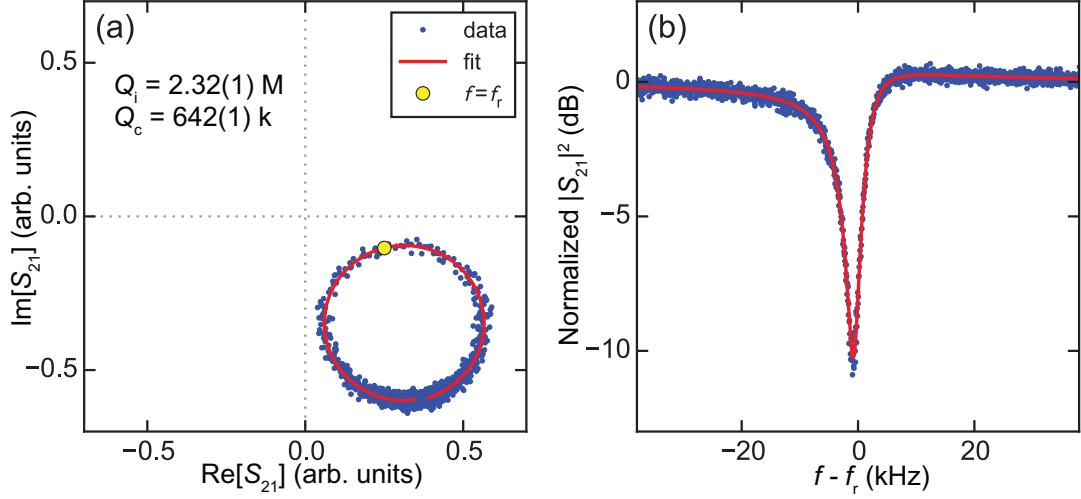 (a)
data
fit
f = fr
Qi = 2.32(1) M
Qc = 642(1) k
0.5
0.0
−0.5
−0.5
0.0
0.5
Im[S21] (arb. units)
Re[S21] (arb. units)
(b)
0
−5
−10
−20
0
20
Normalized |S21|² (dB)
f - fr (kHz)